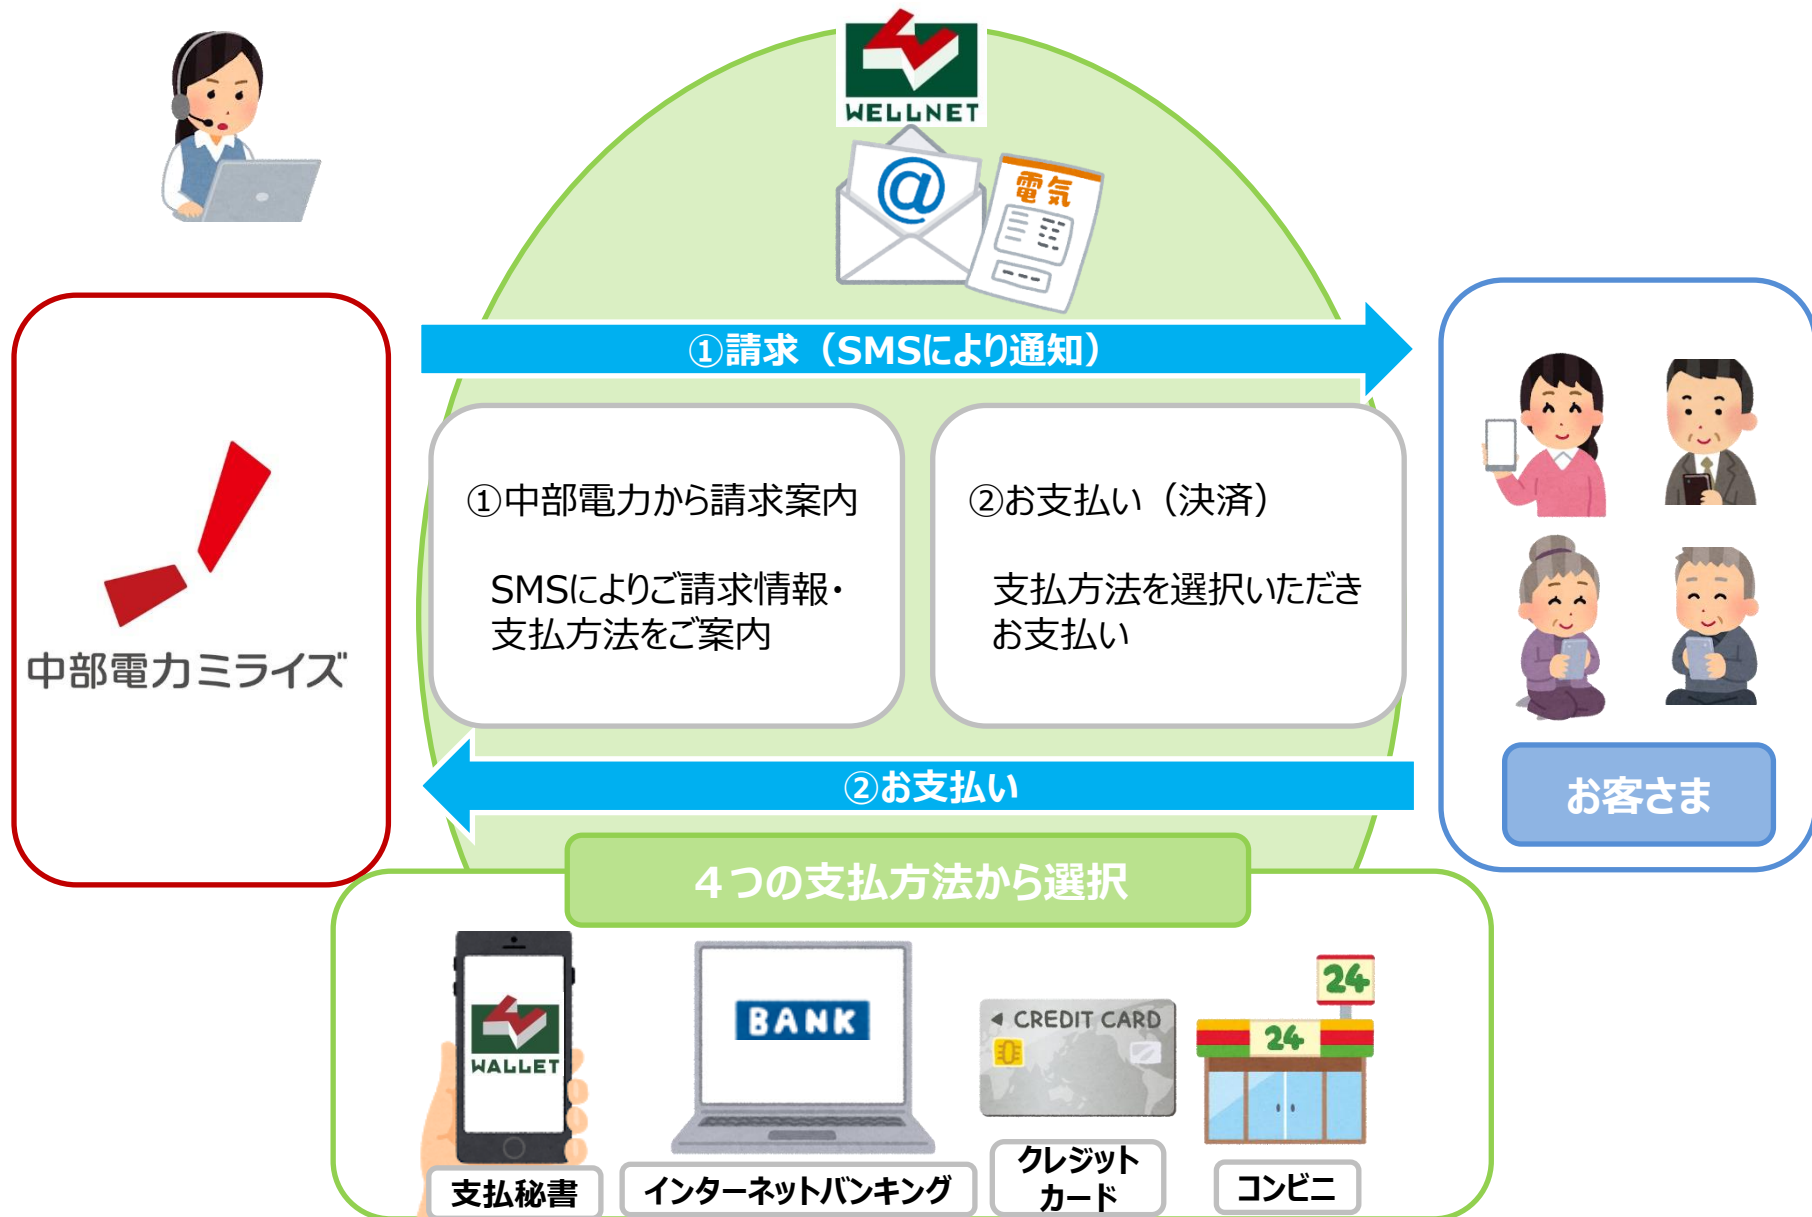 WELLNET
@
電気
①請求（SMSにより通知）
①中部電力から請求案内
SMSによりご請求情報・
支払方法をご案内
②お支払い（決済）
支払方法を選択いただき
お支払い
中部電力ミライズ
お客さま
②お支払い
４つの支払方法から選択
WALLET
BANK
CREDIT CARD
24
24
支払秘書
インターネットバンキング
クレジット
カード
コンビニ